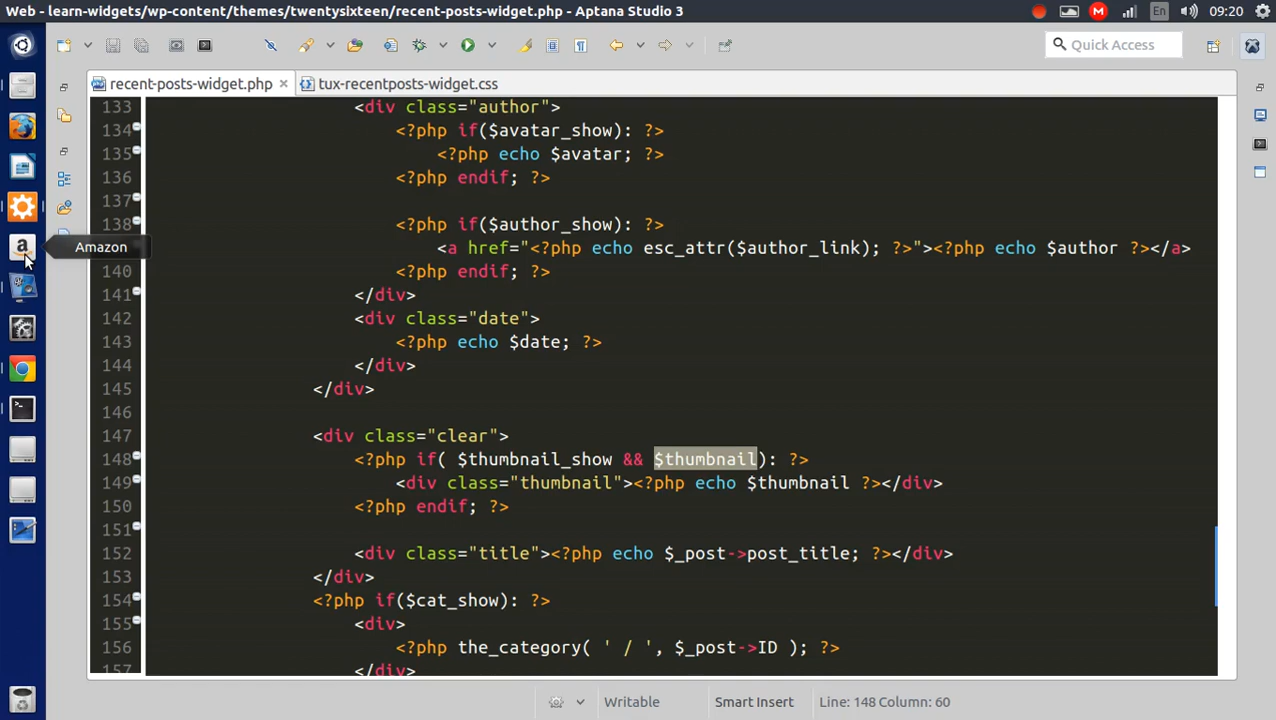 Web - learn-widgets/wp-content/themes/twentysixteen/recent-posts-widget.php - Aptana Studio 3
M
En
09:20
Quick Access
recent-posts-widget.php
tux-recentposts-widget.css
133 <div class="author">
134 <?php if($avatar_show): ?>
135 <?php echo $avatar; ?>
136 <?php endif; ?>
137
138 <?php if($author_show): ?>
Amazon
<a href="<?php echo esc_attr($author_link); ?>"><?php echo $author ?></a>
140 <?php endif; ?>
141 </div>
142 <div class="date">
143 <?php echo $date; ?>
144 </div>
145 </div>
146
147 <div class="clear">
148 <?php if( $thumbnail_show && $thumbnail): ?>
149 <div class="thumbnail"><?php echo $thumbnail ?></div>
150 <?php endif; ?>
151
152 <div class="title"><?php echo $_post->post_title; ?></div>
153 </div>
154 <?php if($cat_show): ?>
155 <div>
156 <?php the_category( ' / ', $_post->ID ); ?>
157 </div>
Writable
Smart Insert
Line: 148 Column: 60